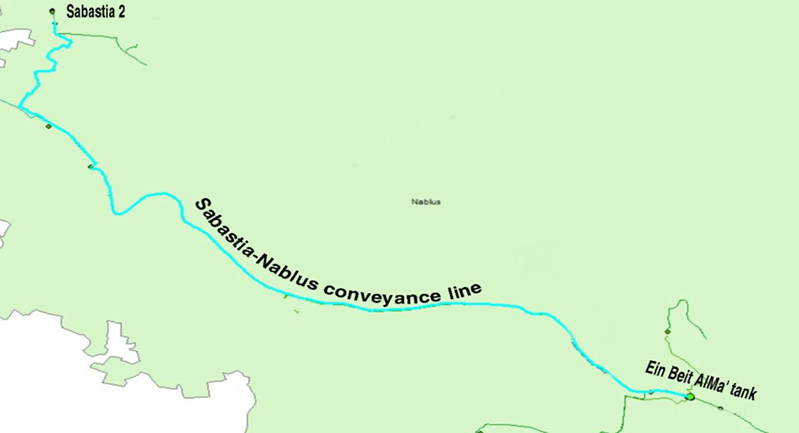 Sabastia 2
Nablus
Sabastia-Nablus conveyance line
Ein Beit AlMa' tank